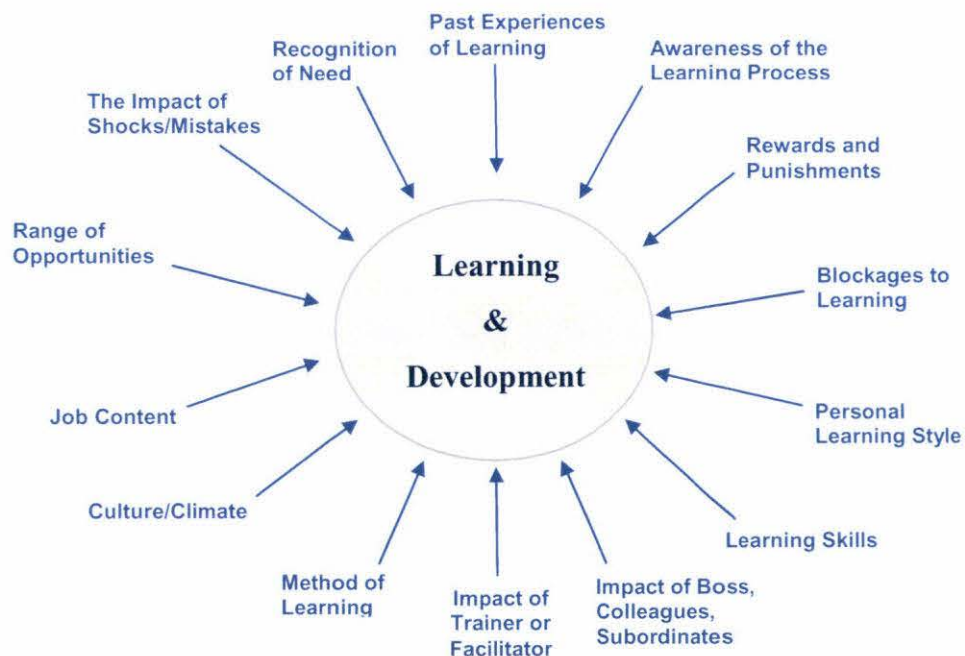 Past Experiences
of Learning
Awareness of the
Learning Process
Rewards and
Punishments
Blockages to
Learning
Personal
Learning Style
Learning Skills
Impact of Boss,
Colleagues,
Subordinates
Impact of
Trainer or
Facilitator
Method of
Learning
Culture/Climate
Job Content
Range of
Opportunities
The Impact of
Shocks/Mistakes
Recognition
of Need
Learning
&
Development